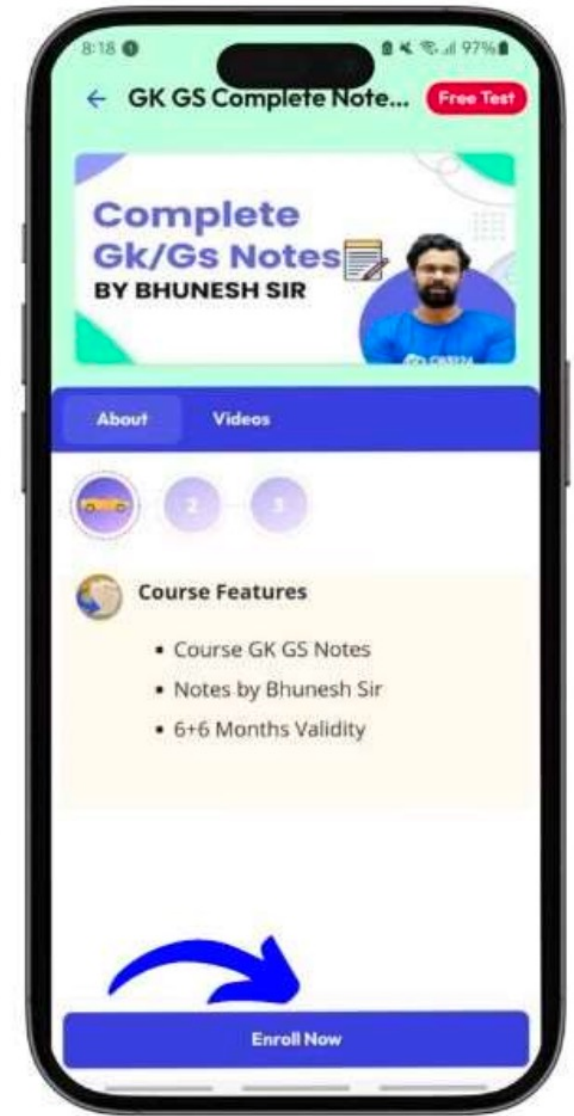 8:18
97%
GK GS Complete Note...
Free Test
Complete
Gk/Gs Notes
BY BHUNESH SIR
About
Videos
2
3
Course Features
▪ Course GK GS Notes
▪ Notes by Bhunesh Sir
▪ 6+6 Months Validity
Enroll Now